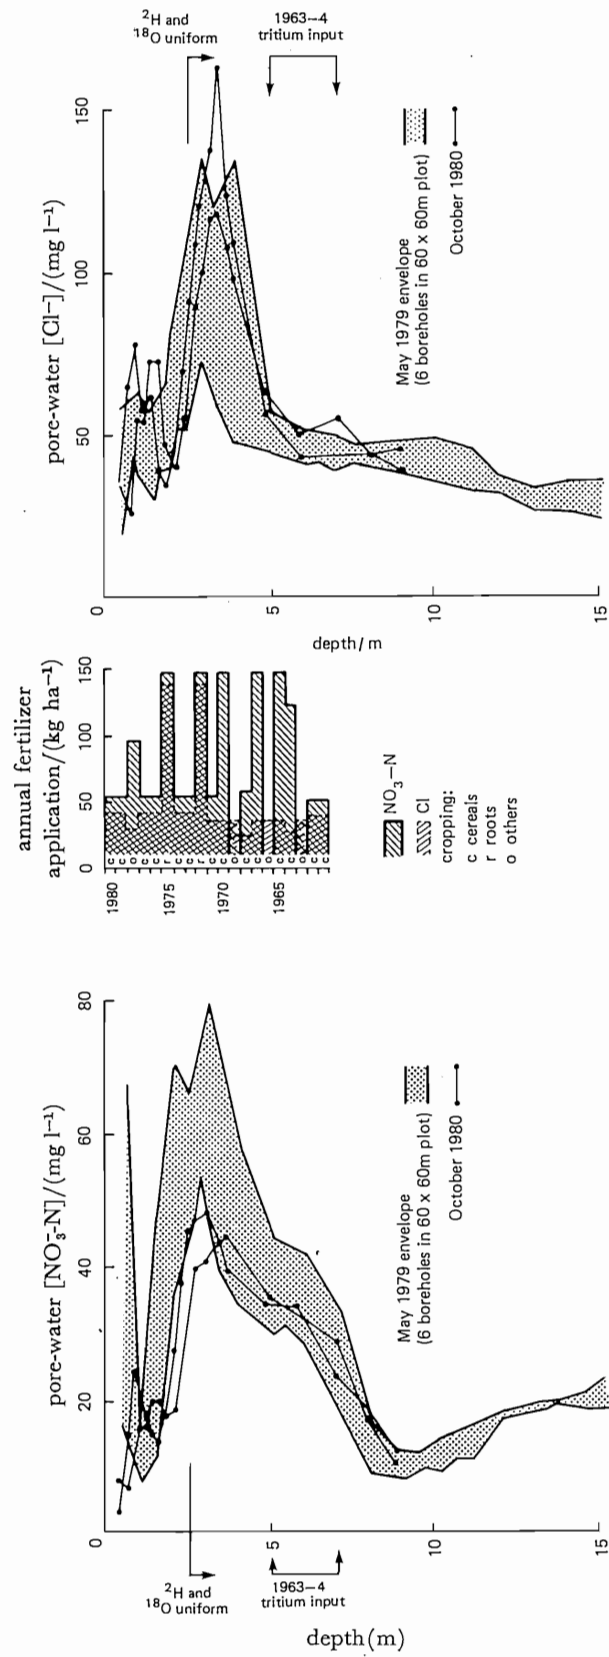 ²H and
¹⁸O uniform
1963–4
tritium input
pore-water [Cl⁻]/(mg l⁻¹)
150
100
50
May 1979 envelope
(6 boreholes in 60 x 60m plot)
October 1980
0
5
10
15
depth/m
annual fertilizer
application/(kg ha⁻¹)
150
100
50
0
c
c
o
c
c
r
c
c
r
c
c
o
c
c
o
c
c
o
c
c
1980
1975
1970
1965
NO₃–N
Cl
cropping:
c cereals
r roots
o others
pore-water [NO₃⁻-N]/(mg l⁻¹)
80
60
40
20
May 1979 envelope
(6 boreholes in 60 x 60m plot)
October 1980
0
5
10
15
²H and
¹⁸O uniform
1963–4
tritium input
depth(m)